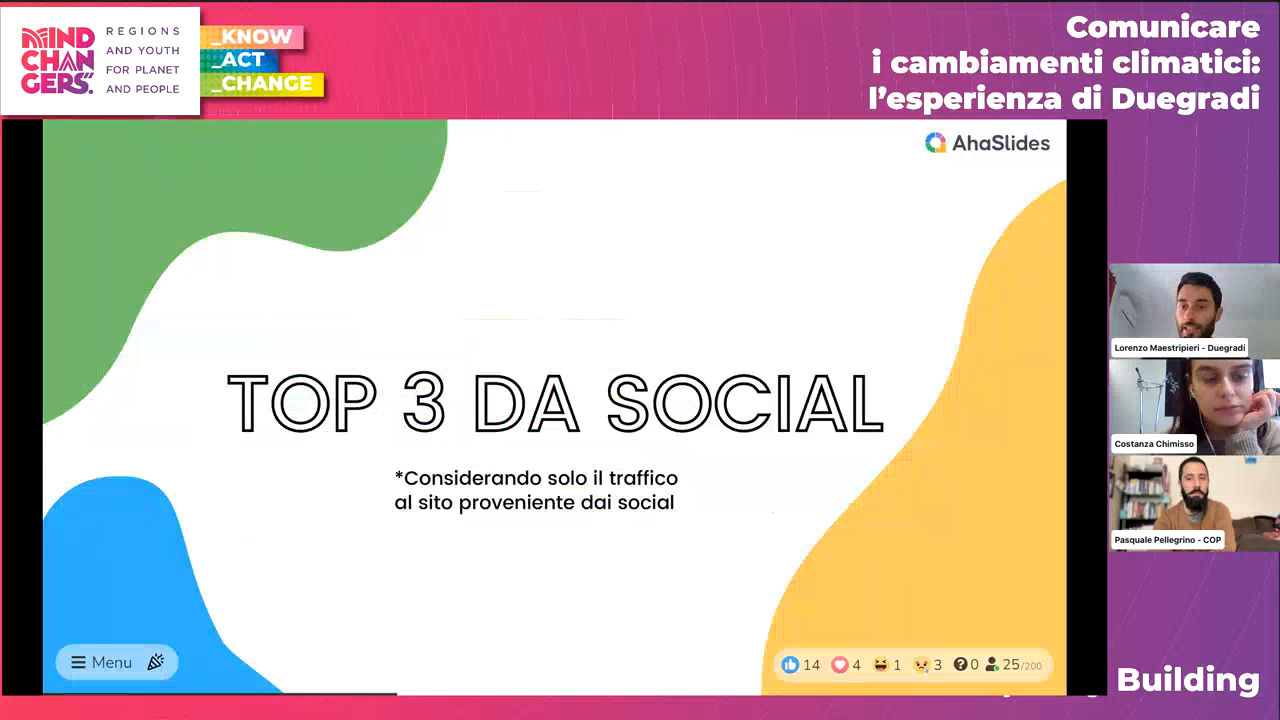 MIND
CHAN
GERS
REGIONS
AND YOUTH
FOR PLANET
AND PEOPLE
_KNOW
_ACT
_CHANGE
Comunicare
i cambiamenti climatici:
l’esperienza di Duegradi
AhaSlides
TOP 3 DA SOCIAL
*Considerando solo il traffico
al sito proveniente dai social
Menu
14 4 1 3 0 25/200
Lorenzo Maestripieri - Duegradi
Costanza Chimisso
Pasquale Pellegrino - COP
Building